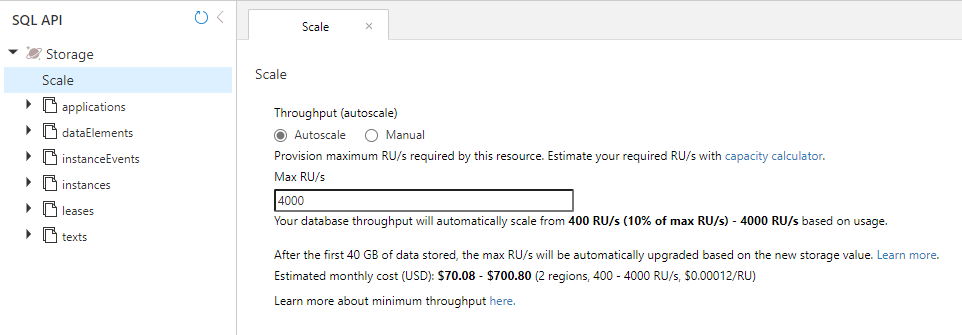 SQL API
Storage
Scale
applications
dataElements
instanceEvents
instances
leases
texts
Scale
Scale
Throughput (autoscale)
Autoscale Manual
Provision maximum RU/s required by this resource. Estimate your required RU/s with capacity calculator.
Max RU/s
4000
Your database throughput will automatically scale from 400 RU/s (10% of max RU/s) - 4000 RU/s based on usage.
After the first 40 GB of data stored, the max RU/s will be automatically upgraded based on the new storage value. Learn more.
Estimated monthly cost (USD): $70.08 - $700.80 (2 regions, 400 - 4000 RU/s, $0.00012/RU)
Learn more about minimum throughput here.